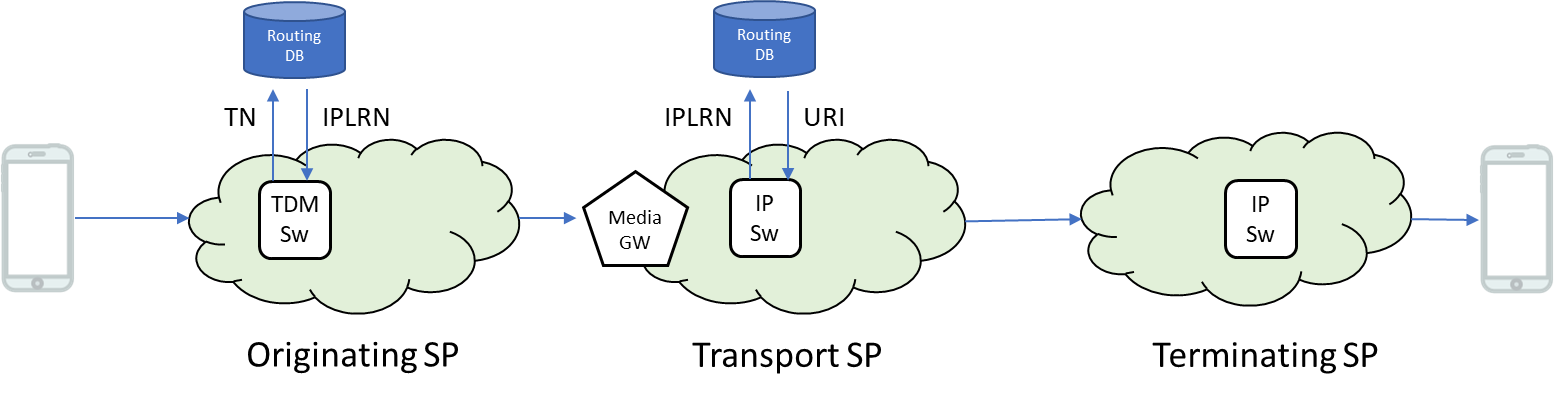 Routing
DB
Routing
DB
TN
IPLRN
IPLRN
URI
TDM
Sw
Media
GW
IP
Sw
IP
Sw
Originating SP
Transport SP
Terminating SP